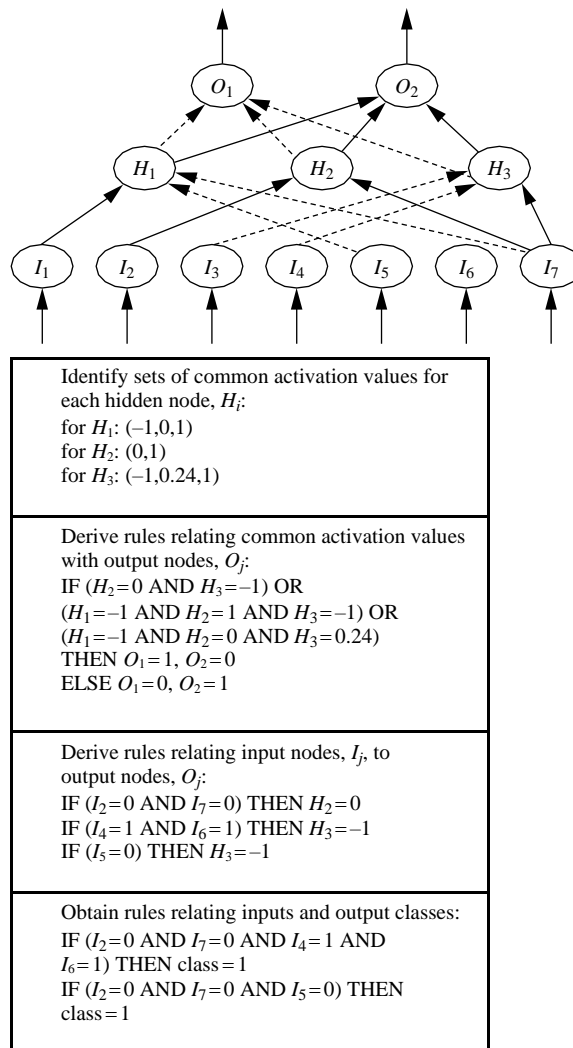 O₁ O₂
H₁ H₂ H₃
I₁ I₂ I₃ I₄ I₅ I₆ I₇
Identify sets of common activation values for
each hidden node, Hᵢ:
for H₁: (–1,0,1)
for H₂: (0,1)
for H₃: (–1,0.24,1)
Derive rules relating common activation values
with output nodes, Oⱼ:
IF (H₂=0 AND H₃=–1) OR
(H₁=–1 AND H₂=1 AND H₃=–1) OR
(H₁=–1 AND H₂=0 AND H₃=0.24)
THEN O₁=1, O₂=0
ELSE O₁=0, O₂=1
Derive rules relating input nodes, Iⱼ, to
output nodes, Oⱼ:
IF (I₂=0 AND I₇=0) THEN H₂=0
IF (I₄=1 AND I₆=1) THEN H₃=–1
IF (I₅=0) THEN H₃=–1
Obtain rules relating inputs and output classes:
IF (I₂=0 AND I₇=0 AND I₄=1 AND
I₆=1) THEN class=1
IF (I₂=0 AND I₇=0 AND I₅=0) THEN
class=1